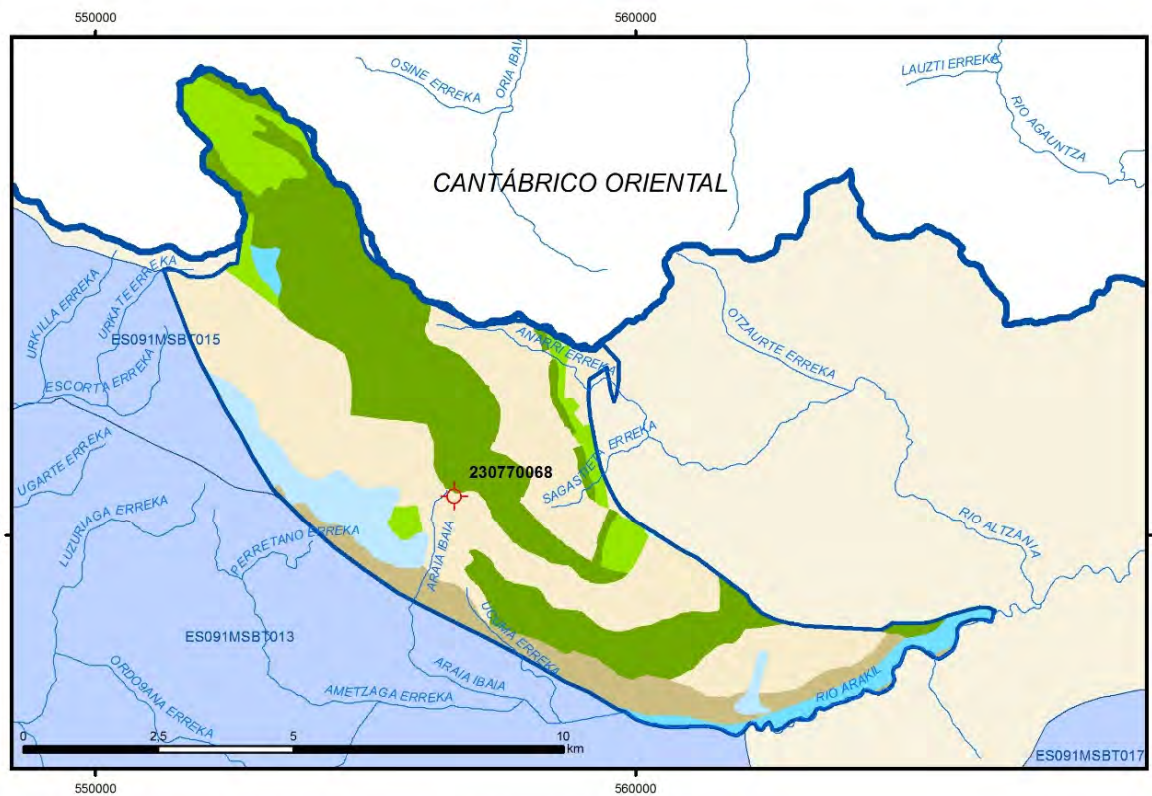 550000
560000
OSINE ERREKA
ORIA IBAIA
LAUZTI ERREKA
RIO AGAUNTZA
CANTÁBRICO ORIENTAL
URKILLA ERREKA
URKATE ERREKA
ES091MSBT015
ESCORTA ERREKA
ANARRI ERREKA
OTZAURTE ERREKA
UGARTE ERREKA
230770068
SAGASTIETA ERREKA
LUZURIAGA ERREKA
PERRETANO ERREKA
ARAIA IBAIA
RIO ALTZANIA
UCUMA ERREKA
ES091MSBT013
ORDOÑANA ERREKA
ARAIA IBAIA
AMETZAGA ERREKA
RIO ARAKIL
0
2,5
5
10
km
ES091MSBT017
550000
560000